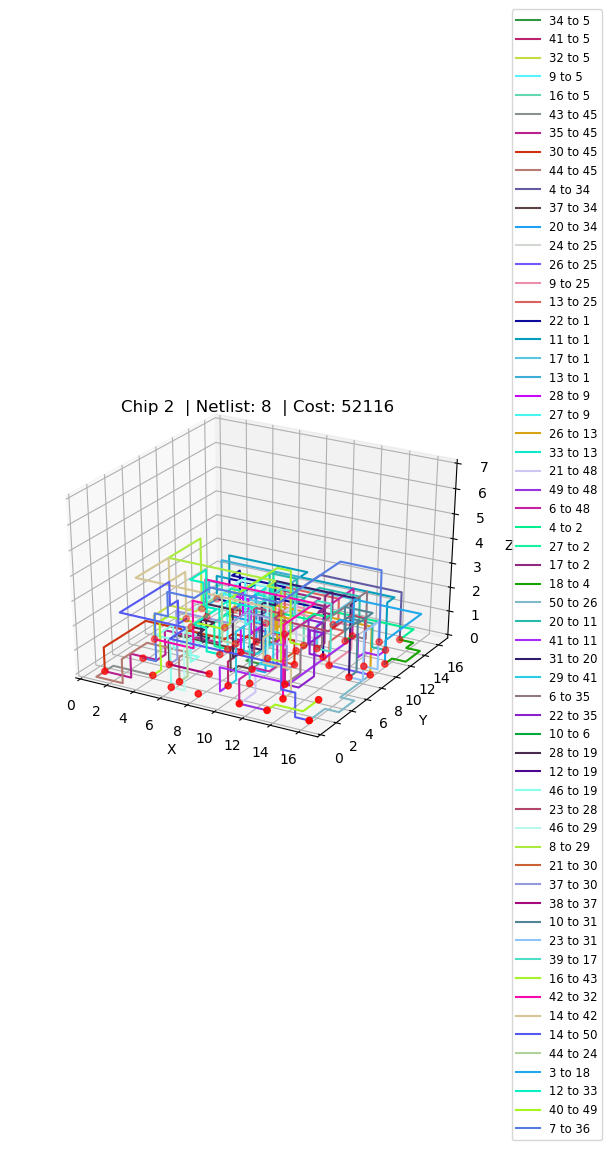 Chip 2 | Netlist: 8 | Cost: 52116
7
6
5
4
3
2
1
0
Z
0
2
4
6
8
10
12
14
16
X
0
2
4
6
8
10
12
14
16
Y
34 to 5
41 to 5
32 to 5
9 to 5
16 to 5
43 to 45
35 to 45
30 to 45
44 to 45
4 to 34
37 to 34
20 to 34
24 to 25
26 to 25
9 to 25
13 to 25
22 to 1
11 to 1
17 to 1
13 to 1
28 to 9
27 to 9
26 to 13
33 to 13
21 to 48
49 to 48
6 to 48
4 to 2
27 to 2
17 to 2
18 to 4
50 to 26
20 to 11
41 to 11
31 to 20
29 to 41
6 to 35
22 to 35
10 to 6
28 to 19
12 to 19
46 to 19
23 to 28
46 to 29
8 to 29
21 to 30
37 to 30
38 to 37
10 to 31
23 to 31
39 to 17
16 to 43
42 to 32
14 to 42
14 to 50
44 to 24
3 to 18
12 to 33
40 to 49
7 to 36